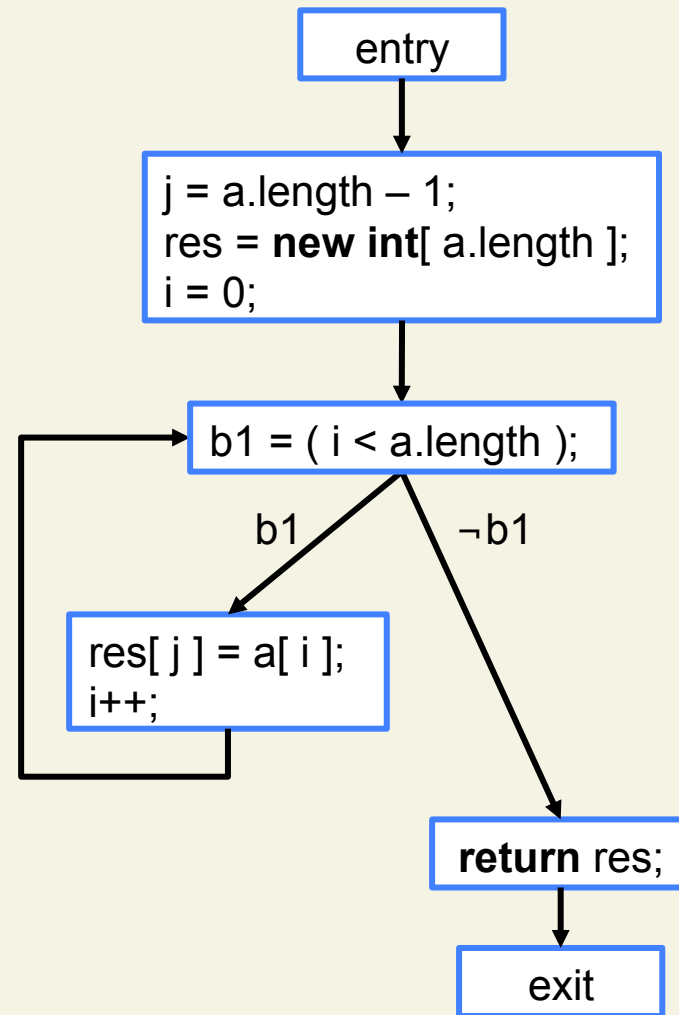 entry
j = a.length – 1;
res = new int[ a.length ];
i = 0;
b1 = ( i < a.length );
b1
¬b1
res[ j ] = a[ i ];
i++;
return res;
exit